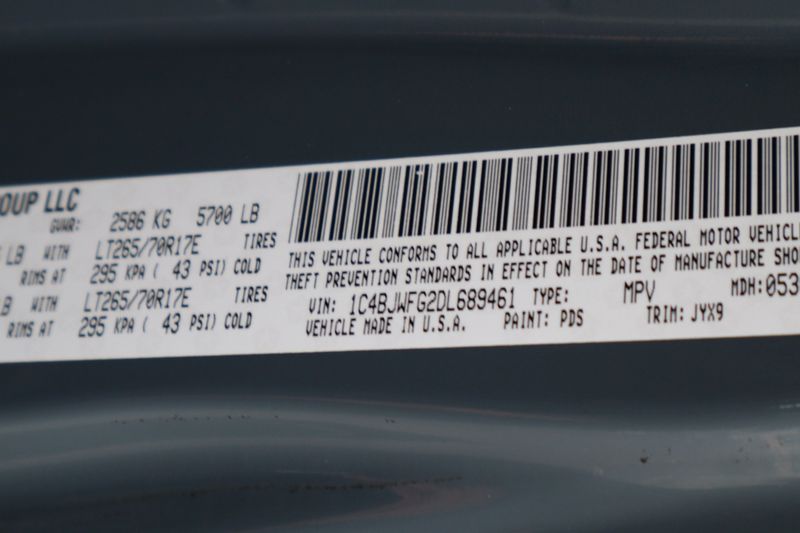 OUP LLC
GVWR: 2586 KG 5700 LB
LB WITH LT265/70R17E TIRES
RIMS AT 295 KPA ( 43 PSI) COLD
LB WITH LT265/70R17E TIRES
RIMS AT 295 KPA ( 43 PSI) COLD
THIS VEHICLE CONFORMS TO ALL APPLICABLE U.S.A. FEDERAL MOTOR VEHICL
THEFT PREVENTION STANDARDS IN EFFECT ON THE DATE OF MANUFACTURE SHO
VIN: 1C4BJWFG2DL689461 TYPE: MPV MDH: 053
VEHICLE MADE IN U.S.A. PAINT: PDS TRIM: JYX9